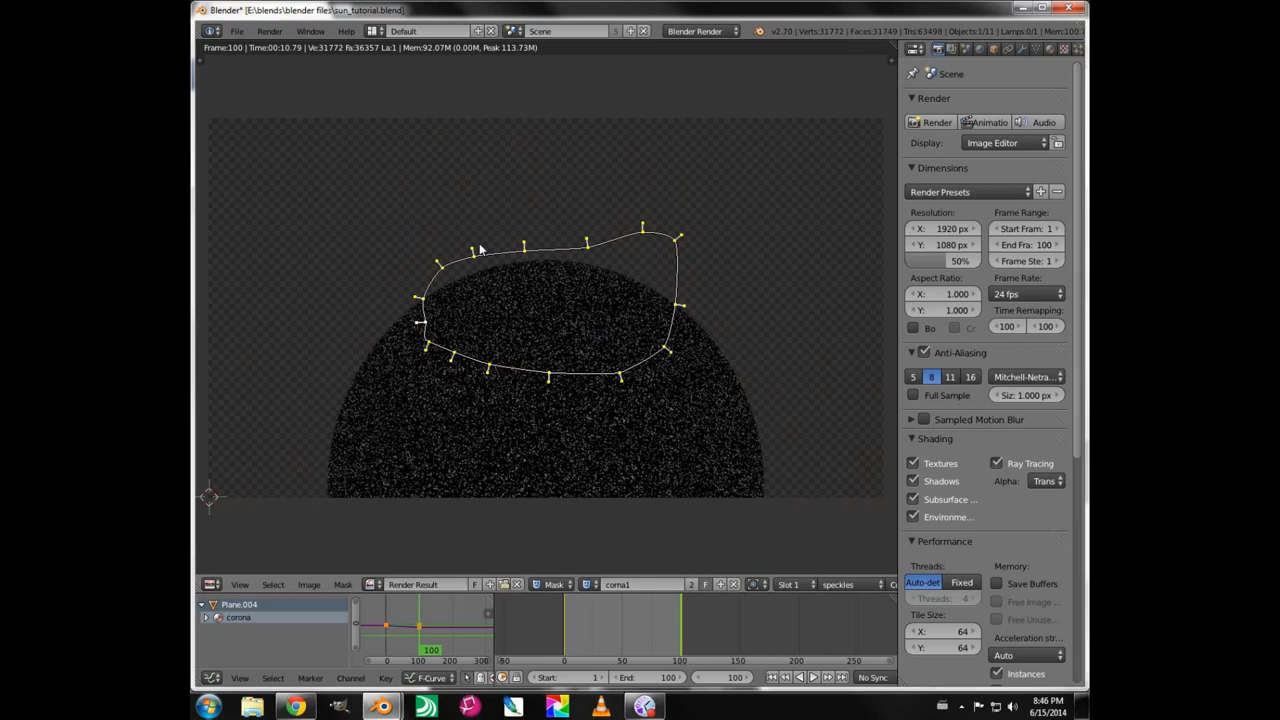 Blender* [E:\blends\blender files\sun_tutorial.blend]
File Render Window Help Default Scene 5 Blender Render v2.70 | Verts:31772 | Faces:31749 | Tris:63498 | Objects:1/11 | Lamps:0/1 | Mem:100.
Frame:100 | Time:00:10.79 | Ve:31772 Fa:36357 La:1 | Mem:92.07M (0.00M, Peak 113.73M)
Scene
Render
Render Animatio Audio
Display: Image Editor
Dimensions
Render Presets
Resolution: Frame Range:
X: 1920 px Start Fram: 1
Y: 1080 px End Fra: 100
50% Frame Ste: 1
Aspect Ratio: Frame Rate:
X: 1.000 24 fps
Y: 1.000 Time Remapping:
Bo Cr 100 100
Anti-Aliasing
5 8 11 16 Mitchell-Netra..
Full Sample Siz: 1.000 px
Sampled Motion Blur
Shading
Textures Ray Tracing
Shadows Alpha: Trans
Subsurface ...
Environme...
Performance
Threads: Memory:
Auto-det Fixed Save Buffers
Threads: 4 Free Image ...
Tile Size: Free Unuse...
X: 64 Acceleration str...
Y: 64 Auto
Instances
View Select Image Mask Render Result F Mask corna1 2 F Slot 1 speckles
Plane.004
corona
100
0 100 200 300 -50 0 50 100 150 200 250
View Select Marker Channel Key F-Curve Start: 1 End: 100 100 No Sync
8:46 PM
6/15/2014